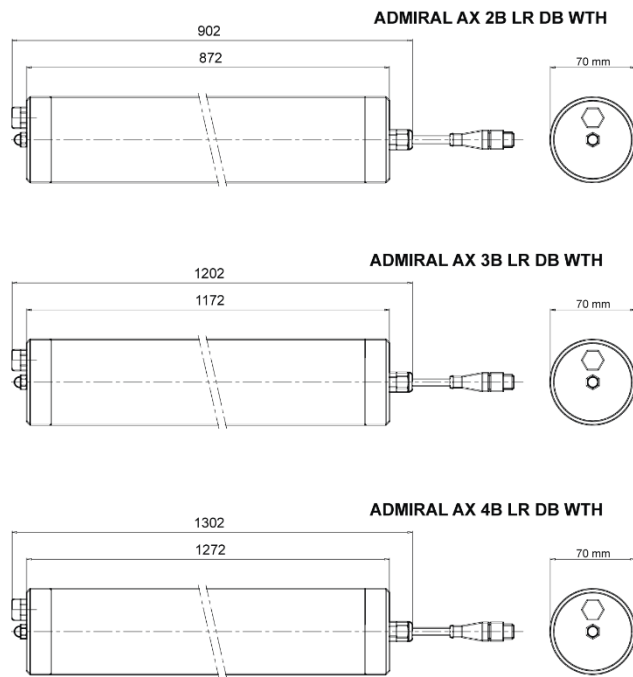 ADMIRAL AX 2B LR DB WTH
902
872
70 mm
ADMIRAL AX 3B LR DB WTH
1202
1172
70 mm
ADMIRAL AX 4B LR DB WTH
1302
1272
70 mm